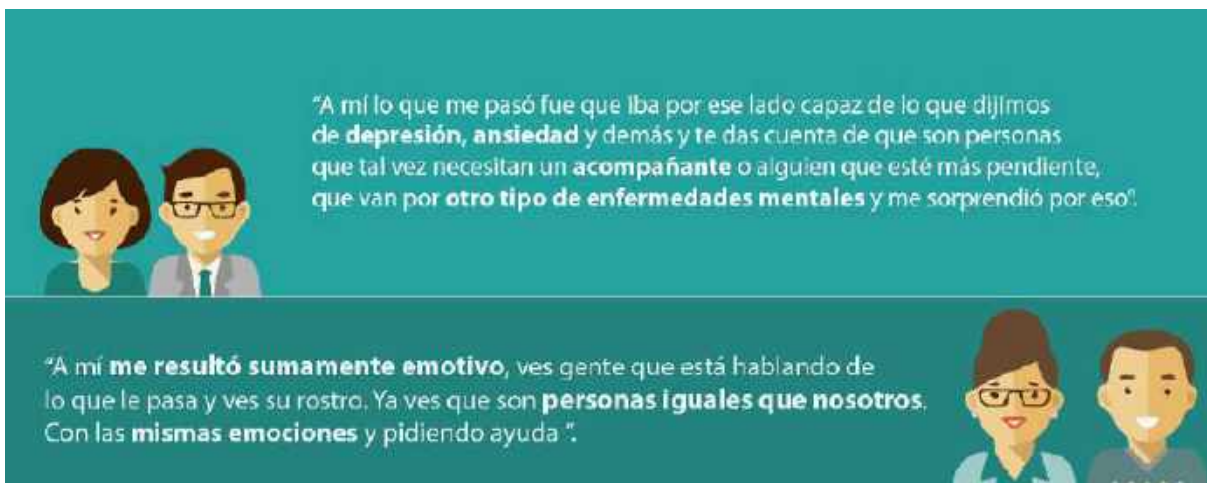 “A mí lo que me pasó fue que iba por ese lado capaz de lo que dijimos
de depresión, ansiedad y demás y te das cuenta de que son personas
que tal vez necesitan un acompañante o alguien que esté más pendiente,
que van por otro tipo de enfermedades mentales y me sorprendió por eso”.
“A mí me resultó sumamente emotivo, ves gente que está hablando de
lo que le pasa y ves su rostro. Ya ves que son personas iguales que nosotros.
Con las mismas emociones y pidiendo ayuda ”.